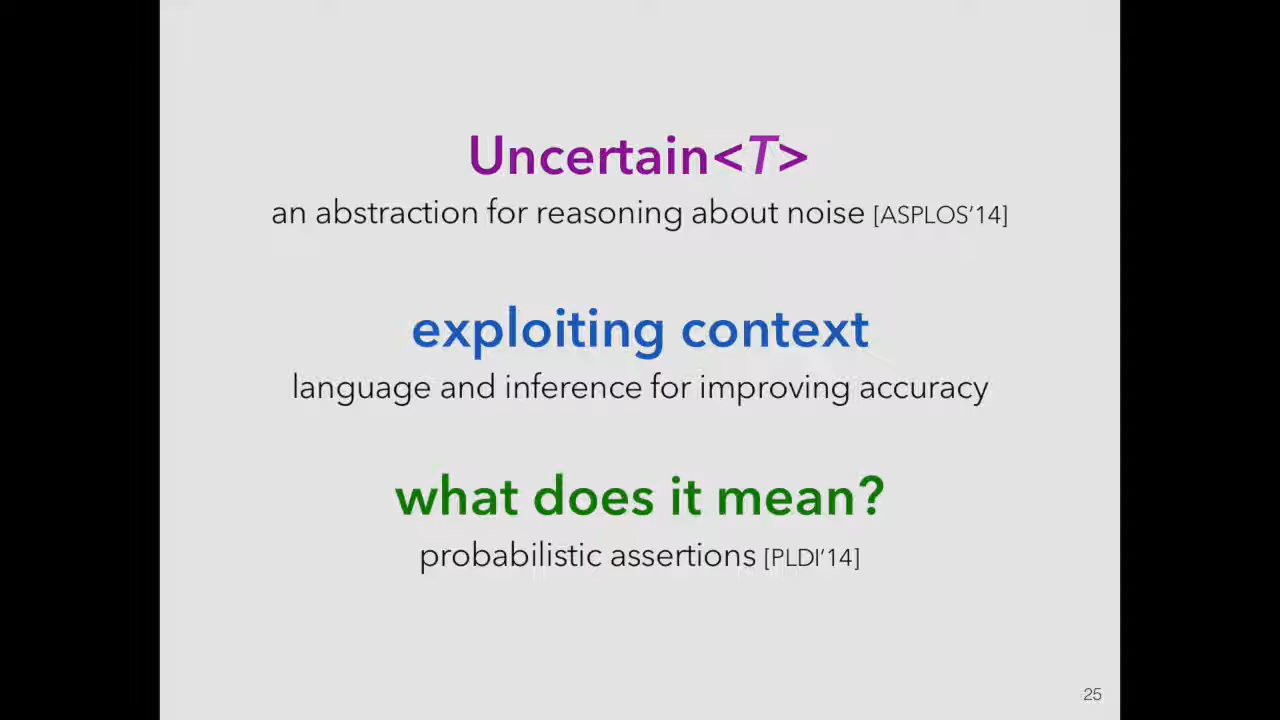 Uncertain<T>
an abstraction for reasoning about noise [ASPLOS’14]
exploiting context
language and inference for improving accuracy
what does it mean?
probabilistic assertions [PLDI’14]
25